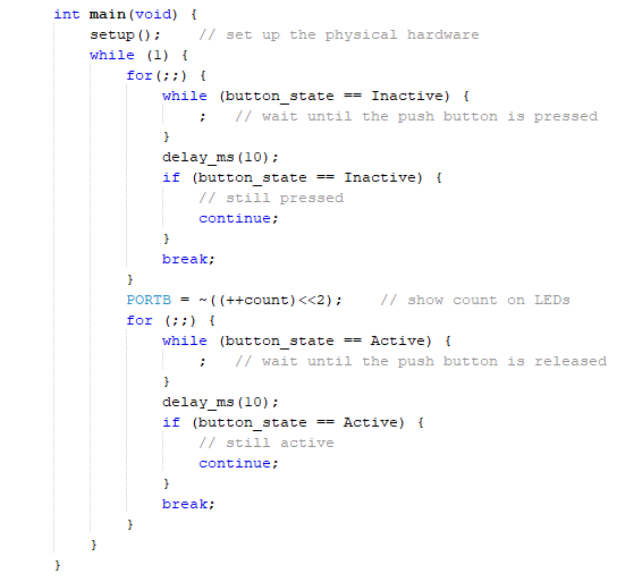 int main(void) {
    setup();    // set up the physical hardware
    while (1) {
        for(;;) {
            while (button_state == Inactive) {
                ;   // wait until the push button is pressed
            }
            delay_ms(10);
            if (button_state == Inactive) {
                // still pressed
                continue;
            }
            break;
        }
        PORTB = ~((++count)<<2);    // show count on LEDs
        for (;;) {
            while (button_state == Active) {
                ;   // wait until the push button is released
            }
            delay_ms(10);
            if (button_state == Active) {
                // still active
                continue;
            }
            break;
        }
    }
}